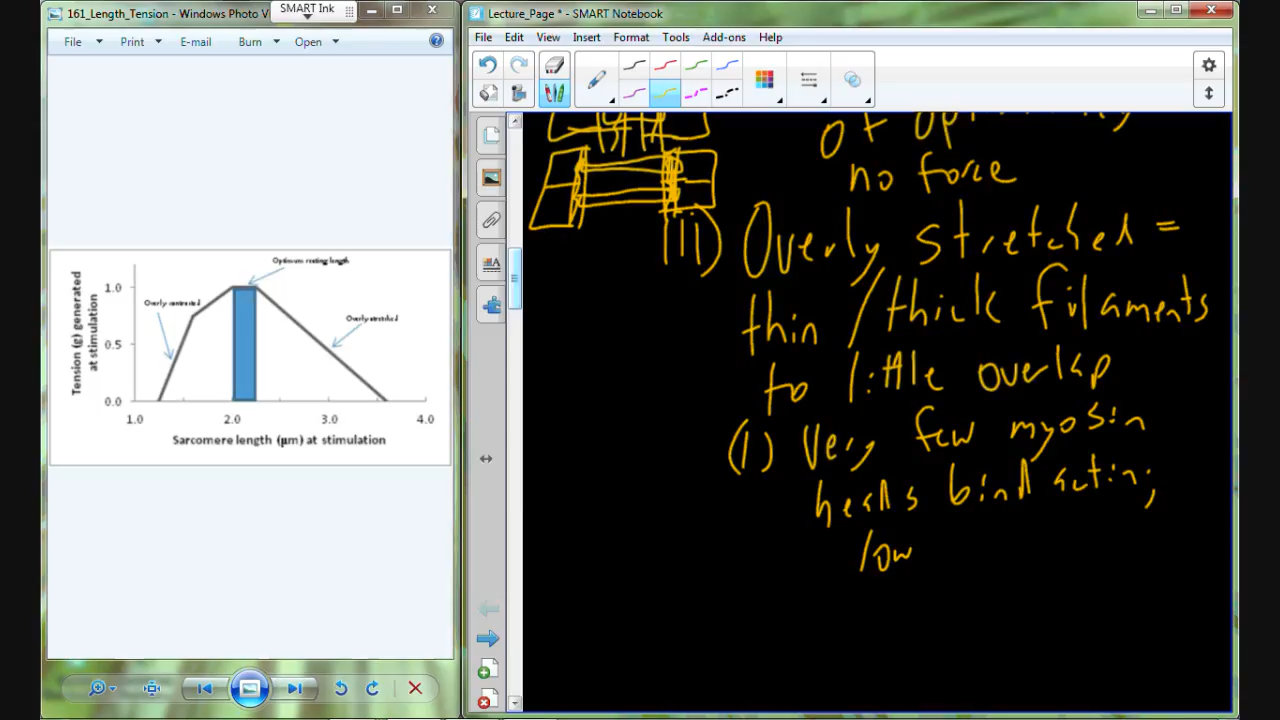 161_Length_Tension - Windows Photo V
SMART Ink
File Print E-mail Burn Open
Optimum resting length
Overly contracted
Overly stretched
Tension (g) generated
at stimulation
1.0
0.5
0.0
1.0 2.0 3.0 4.0
Sarcomere length (µm) at stimulation
Lecture_Page * - SMART Notebook
File Edit View Insert Format Tools Add-ons Help
no force
(ii) Overly stretched =
thin / thick filaments
to little overlap
(1) Very few myosin
heads bind actin;
low